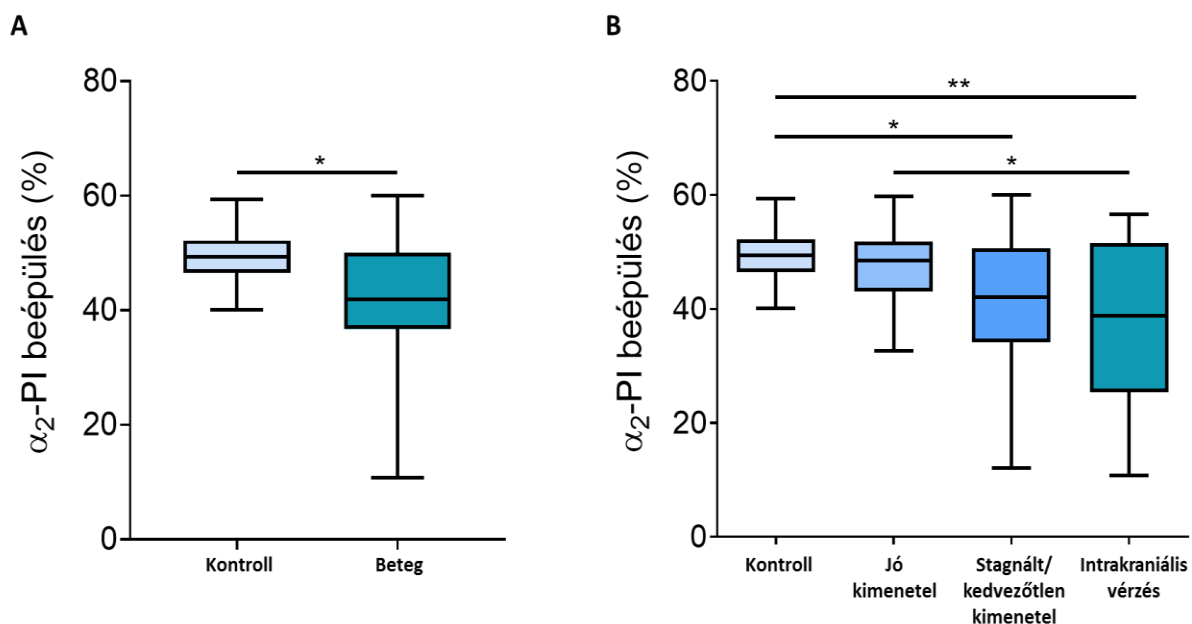 A
α₂-PI beépülés (%)
80
60
40
20
0
*
Kontroll
Beteg
B
α₂-PI beépülés (%)
80
60
40
20
0
**
*
*
Kontroll
Jó
kimenetel
Stagnált/
kedvezőtlen
kimenetel
Intrakraniális
vérzés